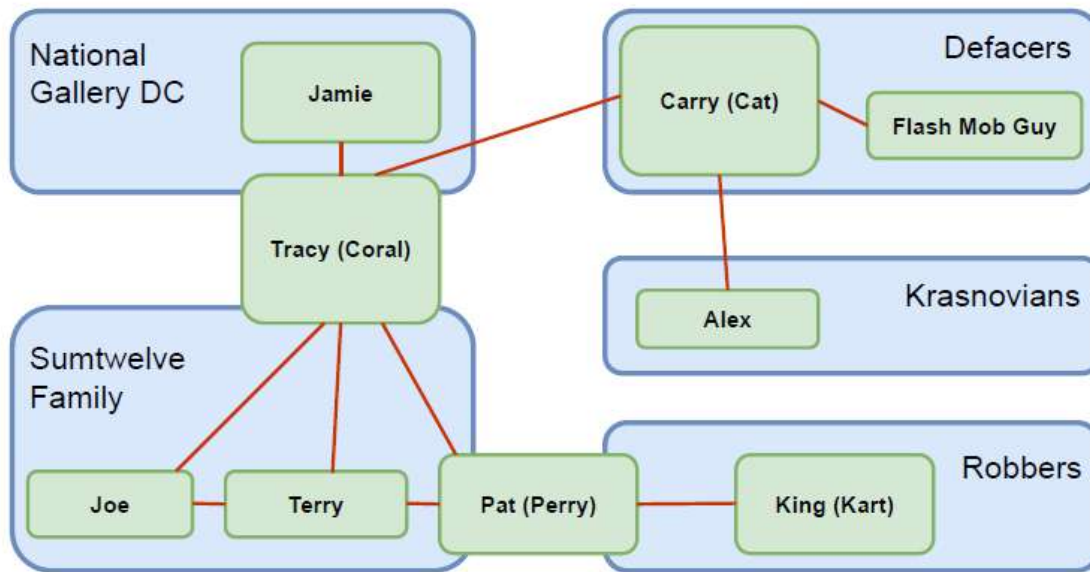 National
Gallery DC
Jamie
Defacers
Carry (Cat)
Flash Mob Guy
Tracy (Coral)
Krasnovians
Alex
Sumtwelve
Family
Joe
Terry
Pat (Perry)
Robbers
King (Kart)